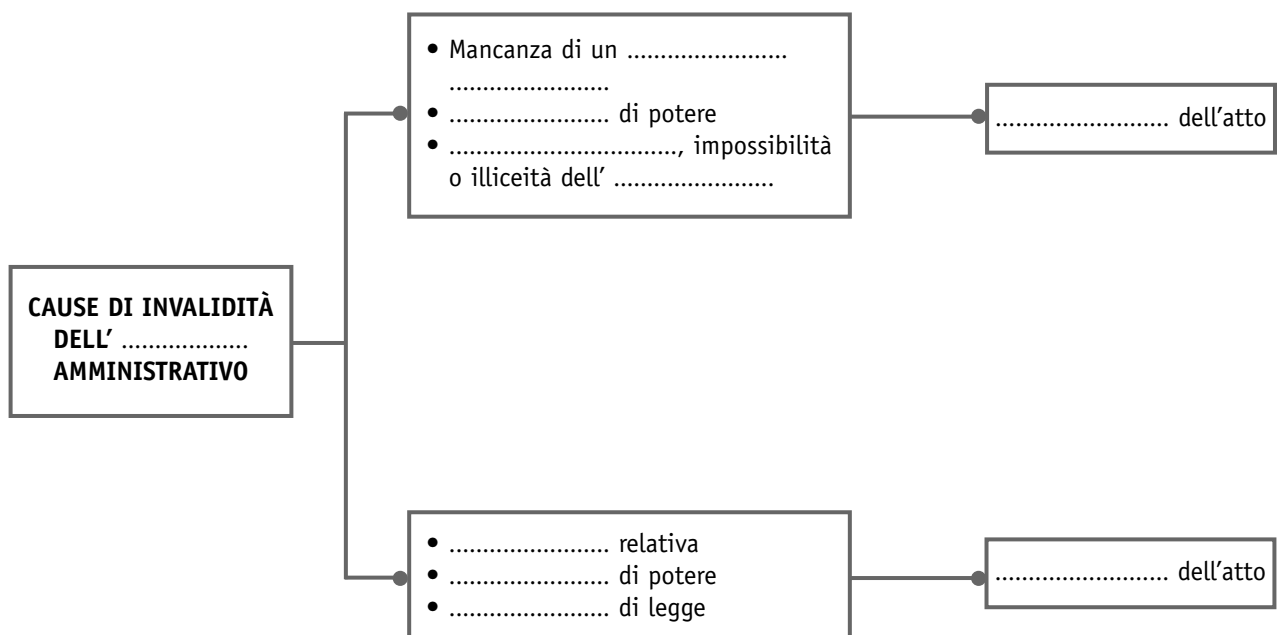 • Mancanza di un ........................
........................
• ........................ di potere
• .................................., impossibilità
o illiceità dell’ ........................
.......................... dell’atto
CAUSE DI INVALIDITÀ
DELL’ ...................
AMMINISTRATIVO
• ........................ relativa
• ........................ di potere
• ........................ di legge
.......................... dell’atto